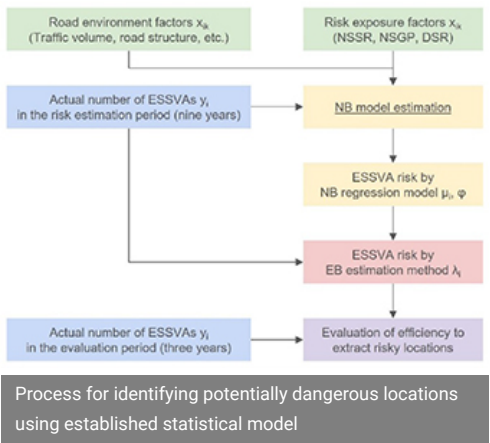 Road environment factors xik
(Traffic volume, road structure, etc.)
Risk exposure factors xik
(NSSR, NSGP, DSR)
Actual number of ESSVAs yi
in the risk estimation period (nine years)
NB model estimation
ESSVA risk by
NB regression model μi, φ
ESSVA risk by
EB estimation method λi
Actual number of ESSVAs yi
in the evaluation period (three years)
Evaluation of efficiency to
extract risky locations
Process for identifying potentially dangerous locations
using established statistical model